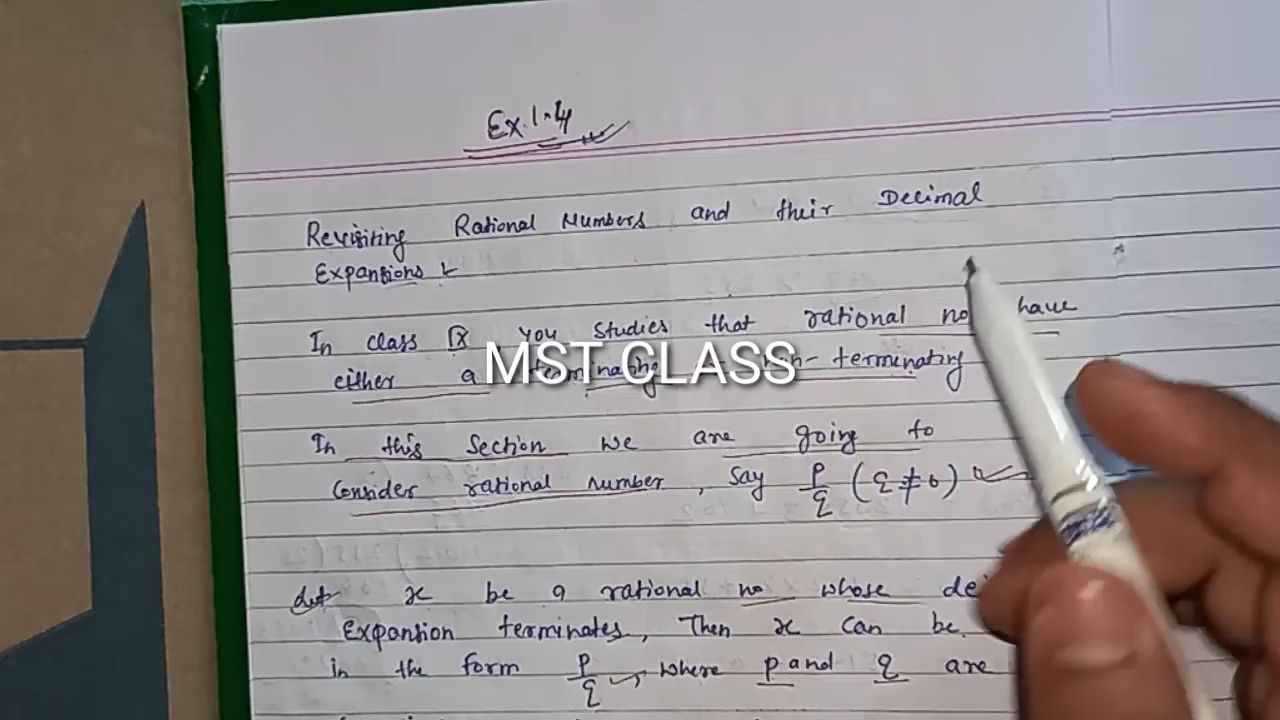 Ex.1.4
Revisiting Rational Numbers and their Decimal
Expansions
In class IX you studies that rational no have
either a terminating non-terminating
MST CLASS
In this section we are going to
Consider rational number, Say p/q (q≠0)
Let x be a rational no whose
Expansion terminates, Then x can be
in the form p/q, where p and q are